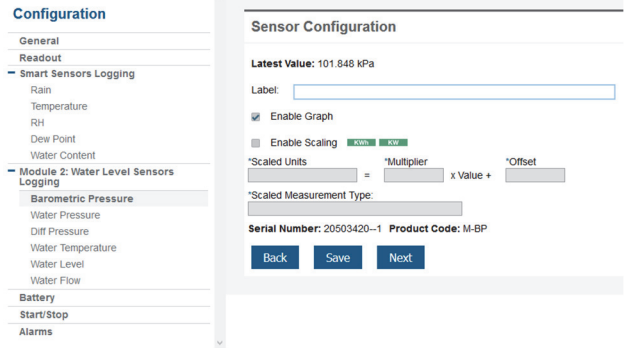 Configuration
General
Readout
Smart Sensors Logging
Rain
Temperature
RH
Dew Point
Water Content
Module 2: Water Level Sensors
Logging
Barometric Pressure
Water Pressure
Diff Pressure
Water Temperature
Water Level
Water Flow
Battery
Start/Stop
Alarms
Sensor Configuration
Latest Value: 101.848 kPa
Label:
Enable Graph
Enable Scaling KWh KW
*Scaled Units *Multiplier *Offset
= x Value +
*Scaled Measurement Type:
Serial Number: 20503420--1 Product Code: M-BP
Back Save Next